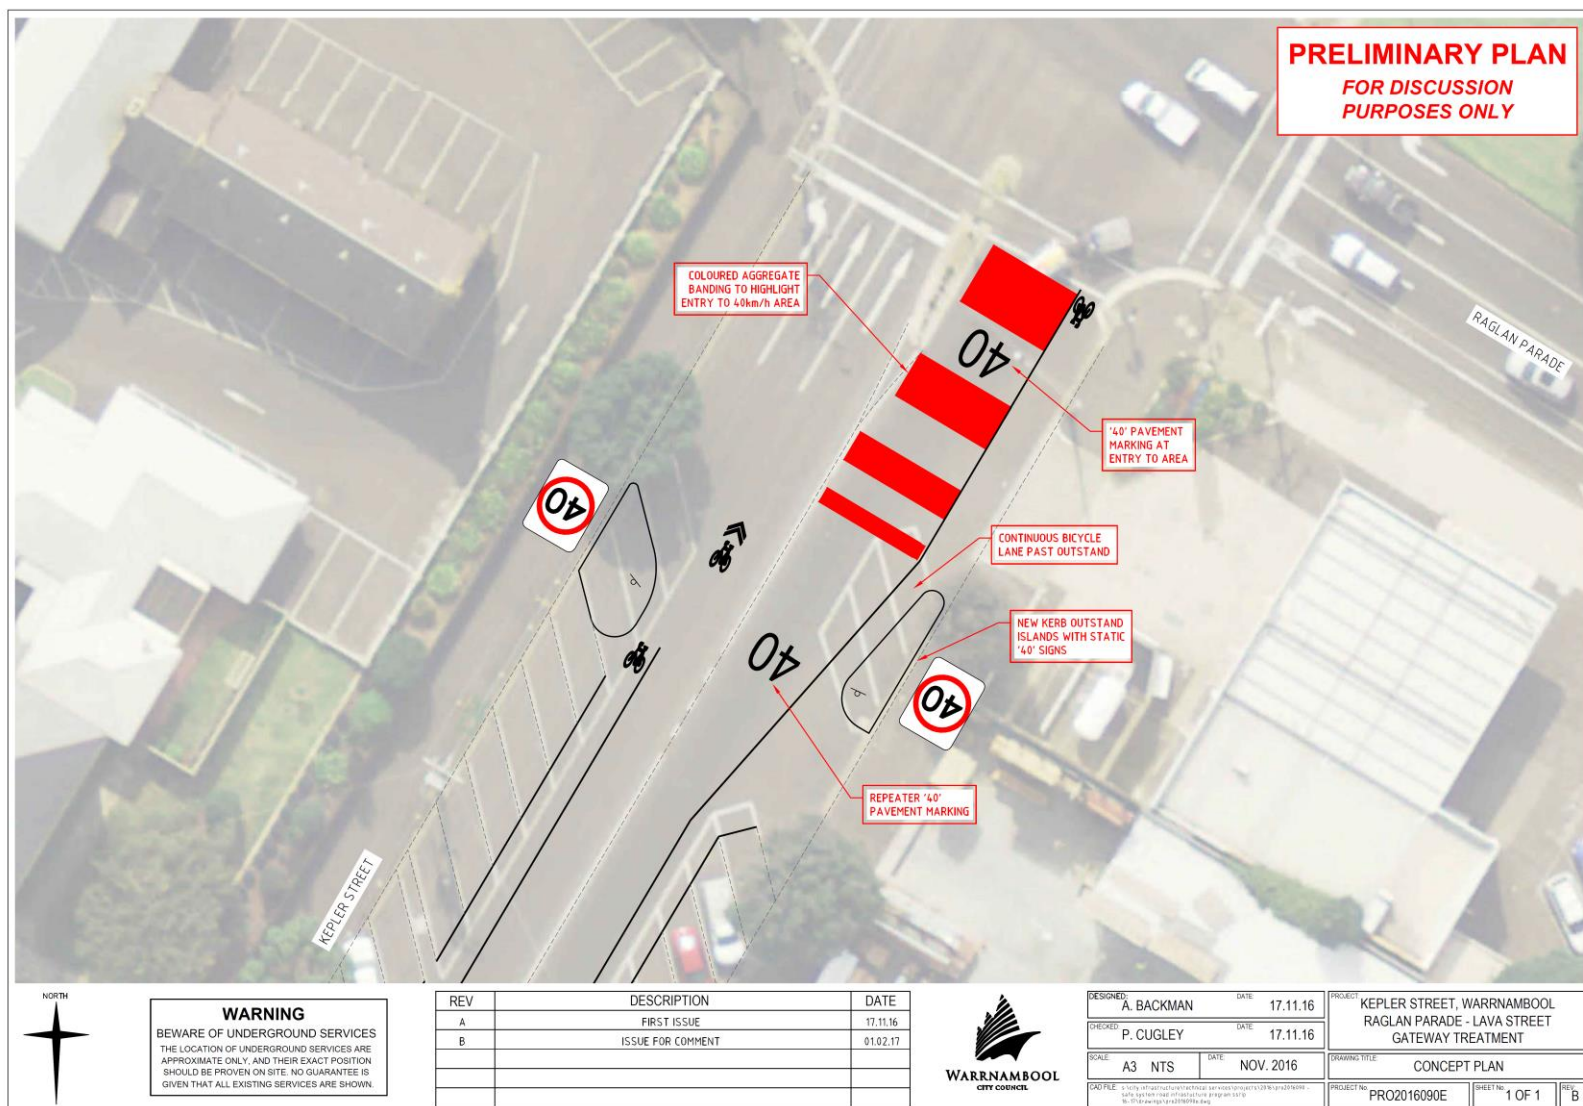 PRELIMINARY PLAN
FOR DISCUSSION
PURPOSES ONLY
COLOURED AGGREGATE
BANDING TO HIGHLIGHT
ENTRY TO 40km/h AREA
RAGLAN PARADE
40
'40' PAVEMENT
MARKING AT
ENTRY TO AREA
40
CONTINUOUS BICYCLE
LANE PAST OUTSTAND
NEW KERB OUTSTAND
ISLANDS WITH STATIC
'40' SIGNS
40
40
REPEATER '40'
PAVEMENT MARKING
KEPLER STREET
NORTH
WARNING
BEWARE OF UNDERGROUND SERVICES
THE LOCATION OF UNDERGROUND SERVICES ARE
APPROXIMATE ONLY, AND THEIR EXACT POSITION
SHOULD BE PROVEN ON SITE. NO GUARANTEE IS
GIVEN THAT ALL EXISTING SERVICES ARE SHOWN.
REV DESCRIPTION DATE
A FIRST ISSUE 17.11.16
B ISSUE FOR COMMENT 01.02.17
WARRNAMBOOL
CITY COUNCIL
DESIGNED: A. BACKMAN DATE 17.11.16
CHECKED: P. CUGLEY DATE 17.11.16
SCALE A3 NTS DATE NOV. 2016
CAD FILE:
PROJECT KEPLER STREET, WARRNAMBOOL
RAGLAN PARADE - LAVA STREET
GATEWAY TREATMENT
DRAWING TITLE CONCEPT PLAN
PROJECT No. PRO2016090E SHEET No. 1 OF 1 REV B